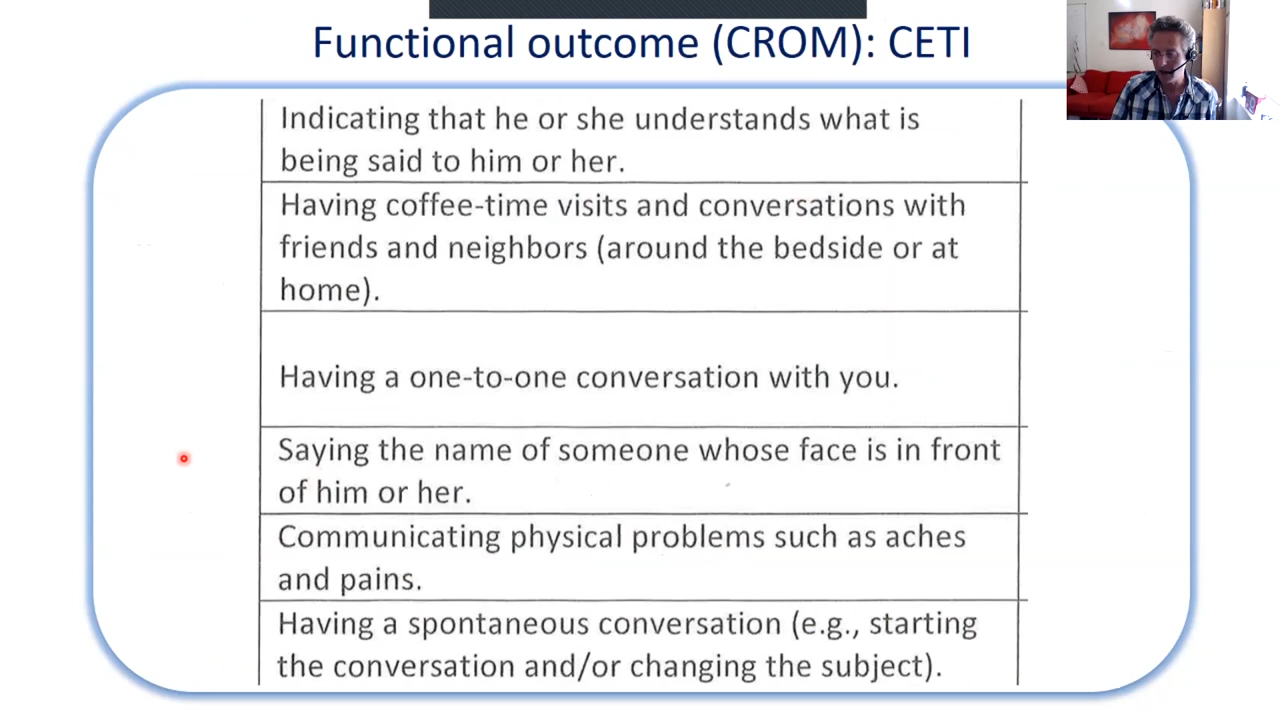 Functional outcome (CROM): CETI
Indicating that he or she understands what is
being said to him or her.
Having coffee-time visits and conversations with
friends and neighbors (around the bedside or at
home).
Having a one-to-one conversation with you.
Saying the name of someone whose face is in front
of him or her.
Communicating physical problems such as aches
and pains.
Having a spontaneous conversation (e.g., starting
the conversation and/or changing the subject).